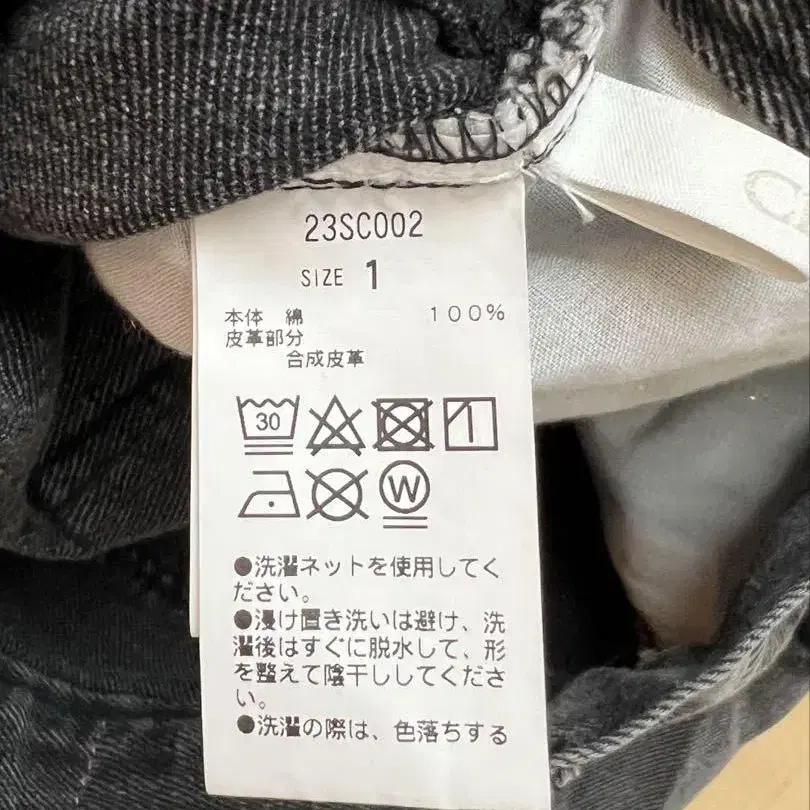 23SC002
SIZE 1
本体 綿 100%
皮革部分
合成皮革
30
W
●洗濯ネットを使用してく
ださい。
●浸け置き洗いは避け、洗
濯後はすぐに脱水して、形
を整えて陰干ししてくださ
い。
●洗濯の際は、色落ちする